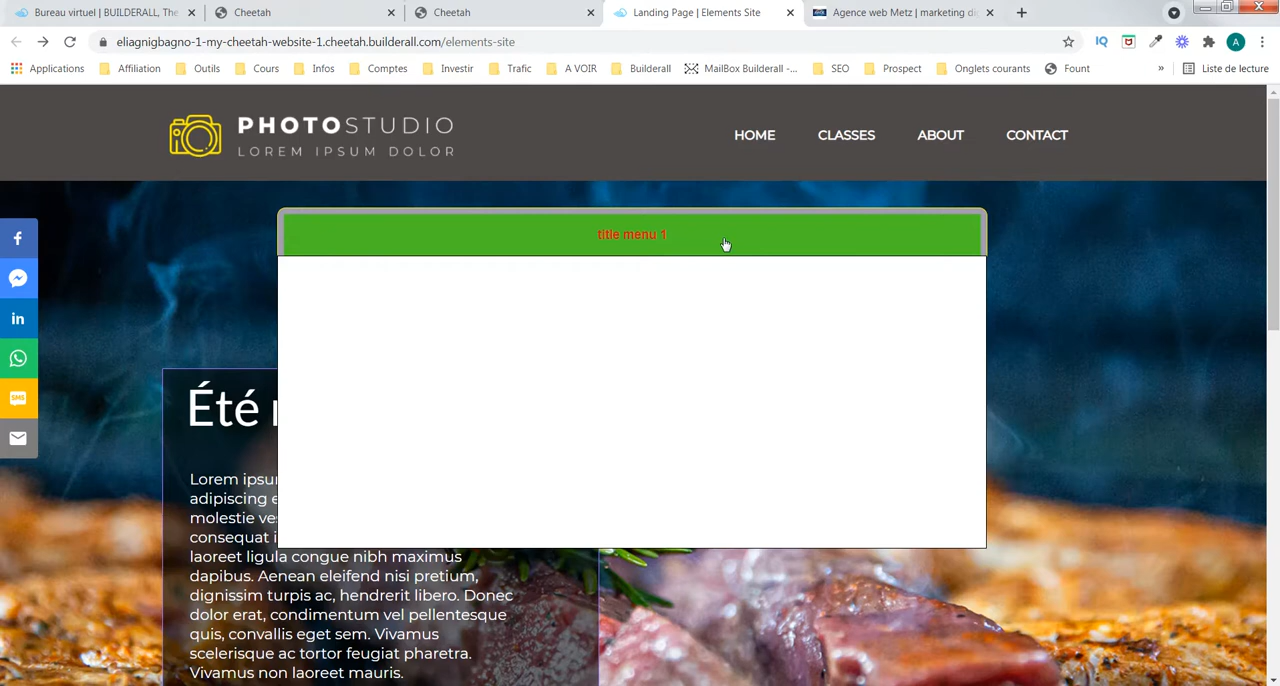 Bureau virtuel | BUILDERALL, The
Cheetah
Cheetah
Landing Page | Elements Site
Agence web Metz | marketing di
eliagnigbagno-1-my-cheetah-website-1.cheetah.builderall.com/elements-site
IQ
A
Applications
Affiliation
Outils
Cours
Infos
Comptes
Investir
Trafic
A VOIR
Builderall
MailBox Builderall -...
SEO
Prospect
Onglets courants
Fount
»
Liste de lecture
PHOTOSTUDIO
LOREM IPSUM DOLOR
HOME
CLASSES
ABOUT
CONTACT
title menu 1
f
in
SMS
Été
Lorem ipsu
adipiscing e
molestie ve
consequat i
laoreet ligula congue nibh maximus
dapibus. Aenean eleifend nisi pretium,
dignissim turpis ac, hendrerit libero. Donec
dolor erat, condimentum vel pellentesque
quis, convallis eget sem. Vivamus
scelerisque ac tortor feugiat pharetra.
Vivamus non laoreet mauris.